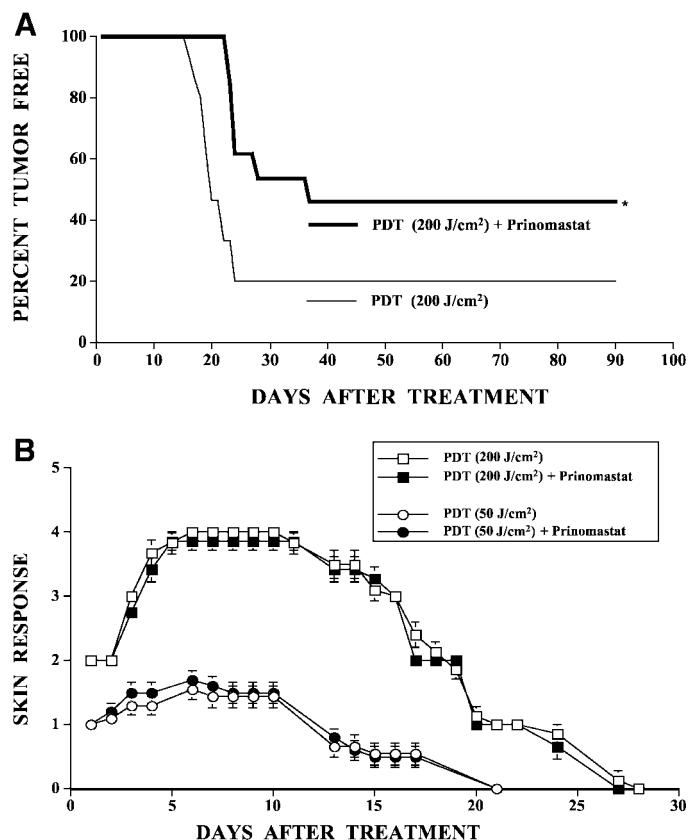 A
PERCENT TUMOR FREE
100
80
60
40
20
0
*
PDT (200 J/cm²) + Prinomastat
PDT (200 J/cm²)
0 10 20 30 40 50 60 70 80 90 100
DAYS AFTER TREATMENT
B
SKIN RESPONSE
5
4
3
2
1
0
PDT (200 J/cm²)
PDT (200 J/cm²) + Prinomastat
PDT (50 J/cm²)
PDT (50 J/cm²) + Prinomastat
0 5 10 15 20 25 30
DAYS AFTER TREATMENT